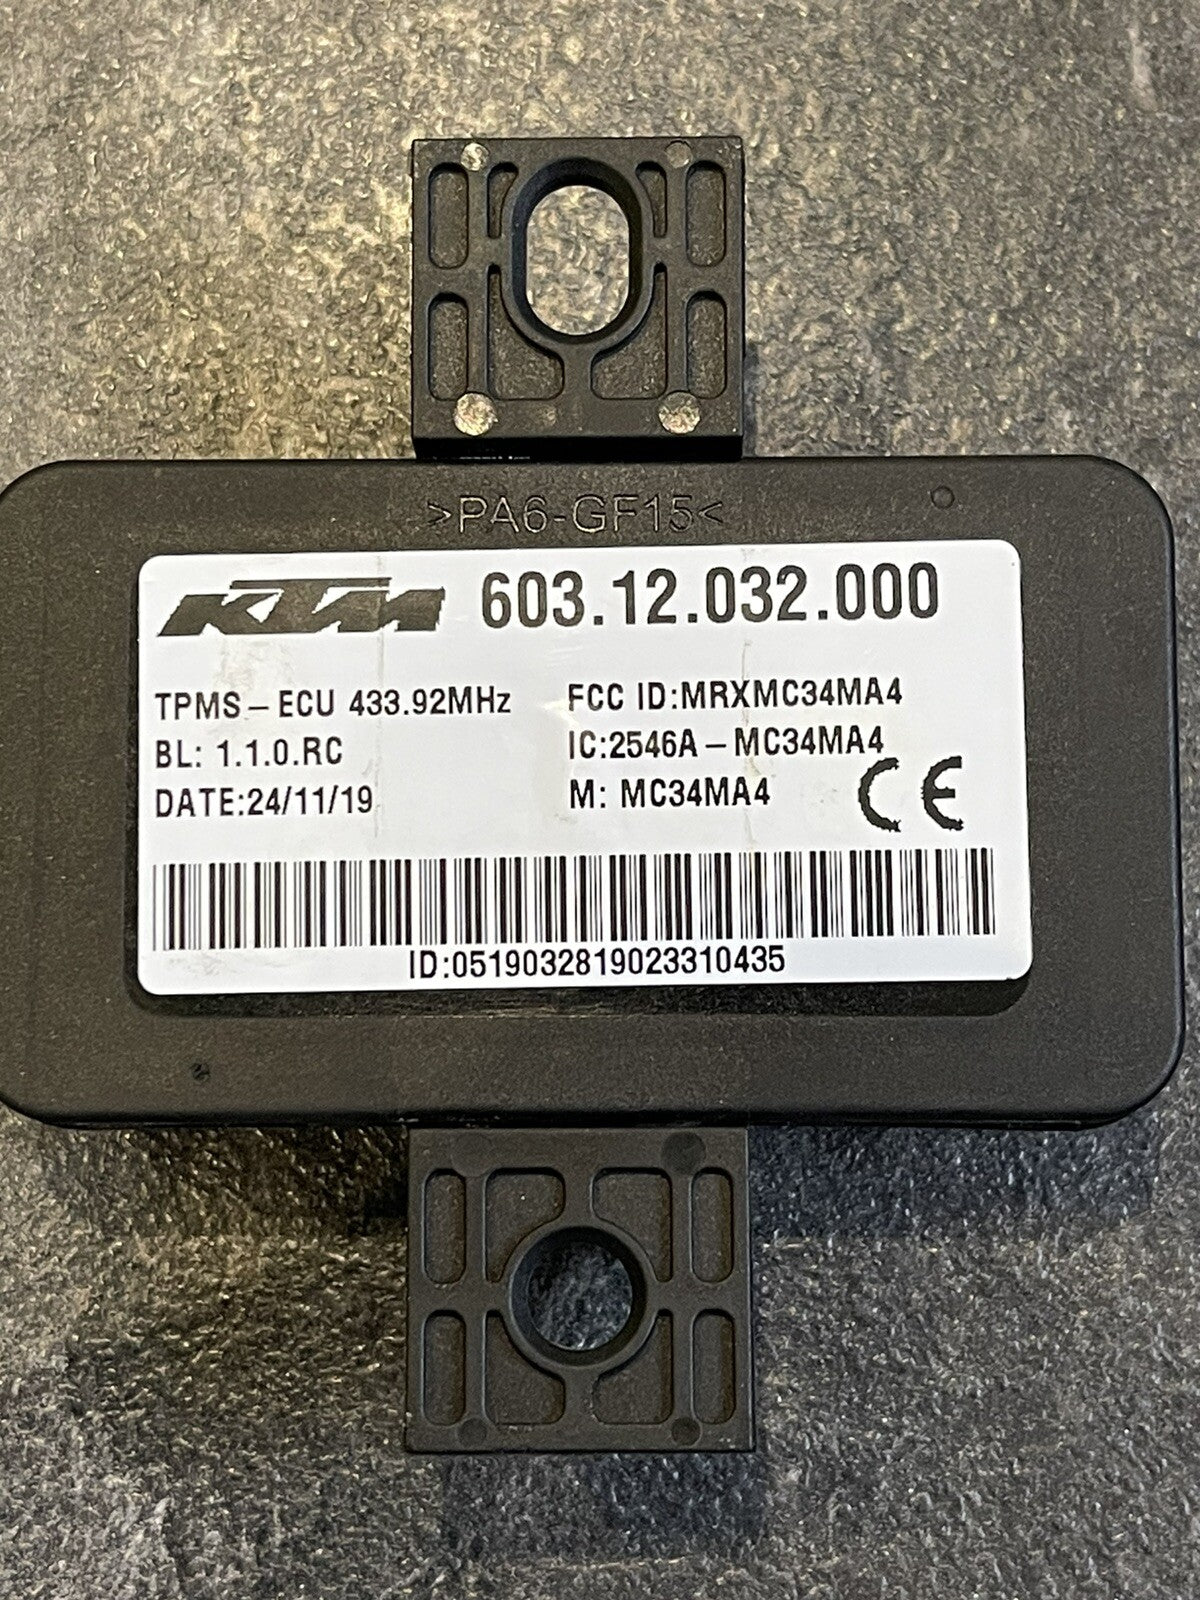 >PA6-GF15<
KTM 603.12.032.000
TPMS-ECU 433.92MHz FCC ID:MRXMC34MA4
BL: 1.1.0.RC IC:2546A-MC34MA4
DATE:24/11/19 M: MC34MA4 CE
ID:0519032819023310435